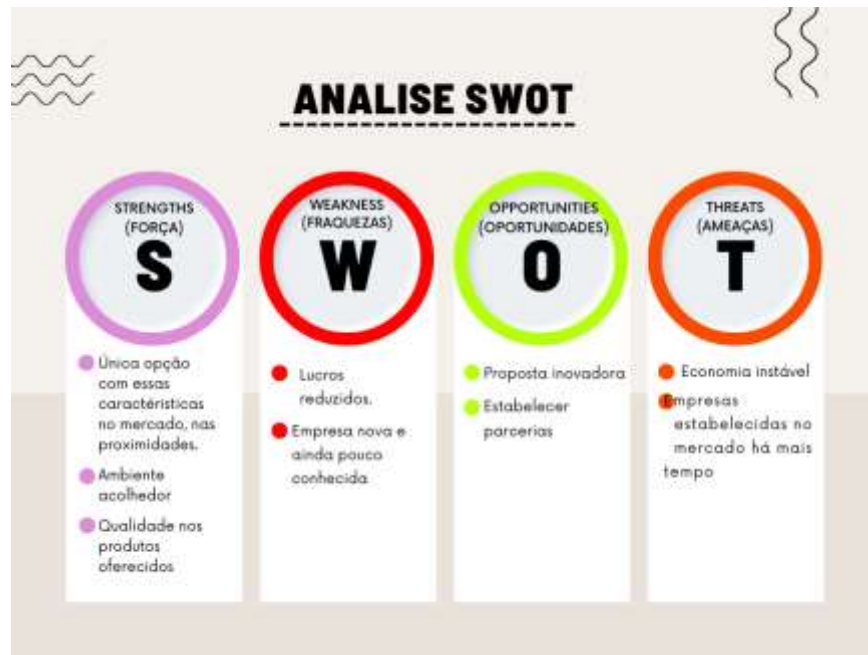 ANALISE SWOT
STRENGTHS
(FORÇA)
S
Única opção
com essas
caractéristicas
no mercado, nas
proximidades.
Ambiente
acolhedor
Qualidade nos
produtos
oferecidos
WEAKNESS
(FRAQUEZAS)
W
Lucros
reduzidos.
Empresa nova e
ainda pouco
conhecida
OPPORTUNITIES
(OPORTUNIDADES)
O
Proposta inovadora
Estabelecer
parcerias
THREATS
(AMEAÇAS)
T
Economia instável
Empresas
estabelecidas no
mercado há mais
tempo